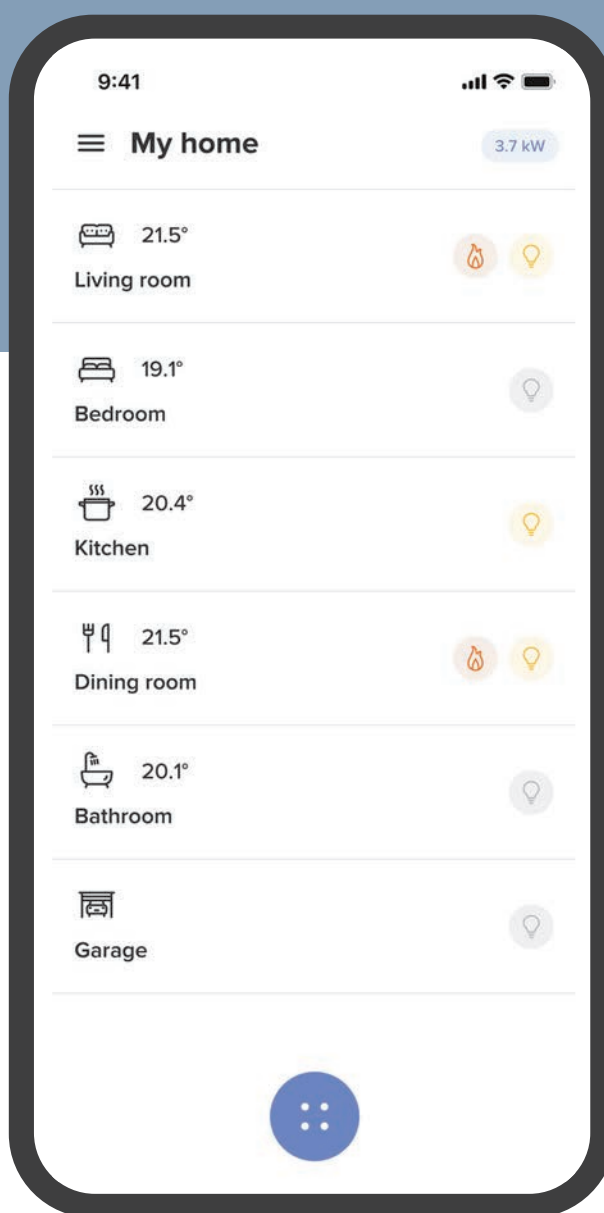 9:41
My home
3.7 kW
21.5°
Living room
19.1°
Bedroom
20.4°
Kitchen
21.5°
Dining room
20.1°
Bathroom
Garage